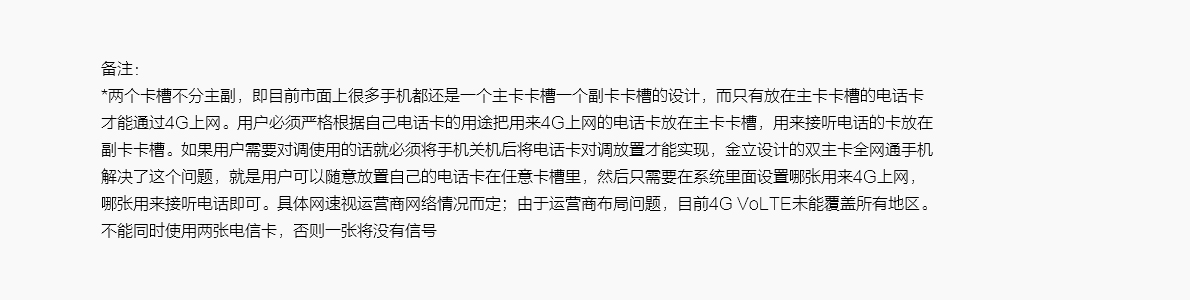 备注：
*两个卡槽不分主副，即目前市面上很多手机都还是一个主卡卡槽一个副卡卡槽的设计，而只有放在主卡卡槽的电话卡
才能通过4G上网。用户必须严格根据自己电话卡的用途把用来4G上网的电话卡放在主卡卡槽，用来接听电话的卡放在
副卡卡槽。如果用户需要对调使用的话就必须将手机关机后将电话卡对调放置才能实现，金立设计的双主卡全网通手机
解决了这个问题，就是用户可以随意放置自己的电话卡在任意卡槽里，然后只需要在系统里面设置哪张用来4G上网，
哪张用来接听电话即可。具体网速视运营商网络情况而定；由于运营商布局问题，目前4G VoLTE未能覆盖所有地区。
不能同时使用两张电信卡，否则一张将没有信号